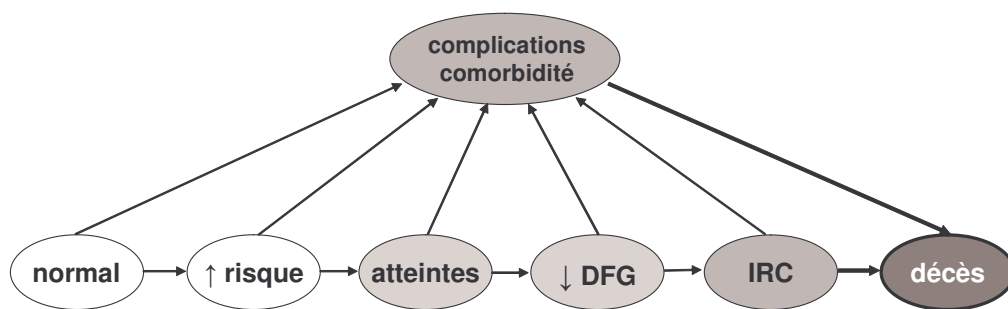 complications
comorbidité
normal
↑ risque
atteintes
↓ DFG
IRC
décès